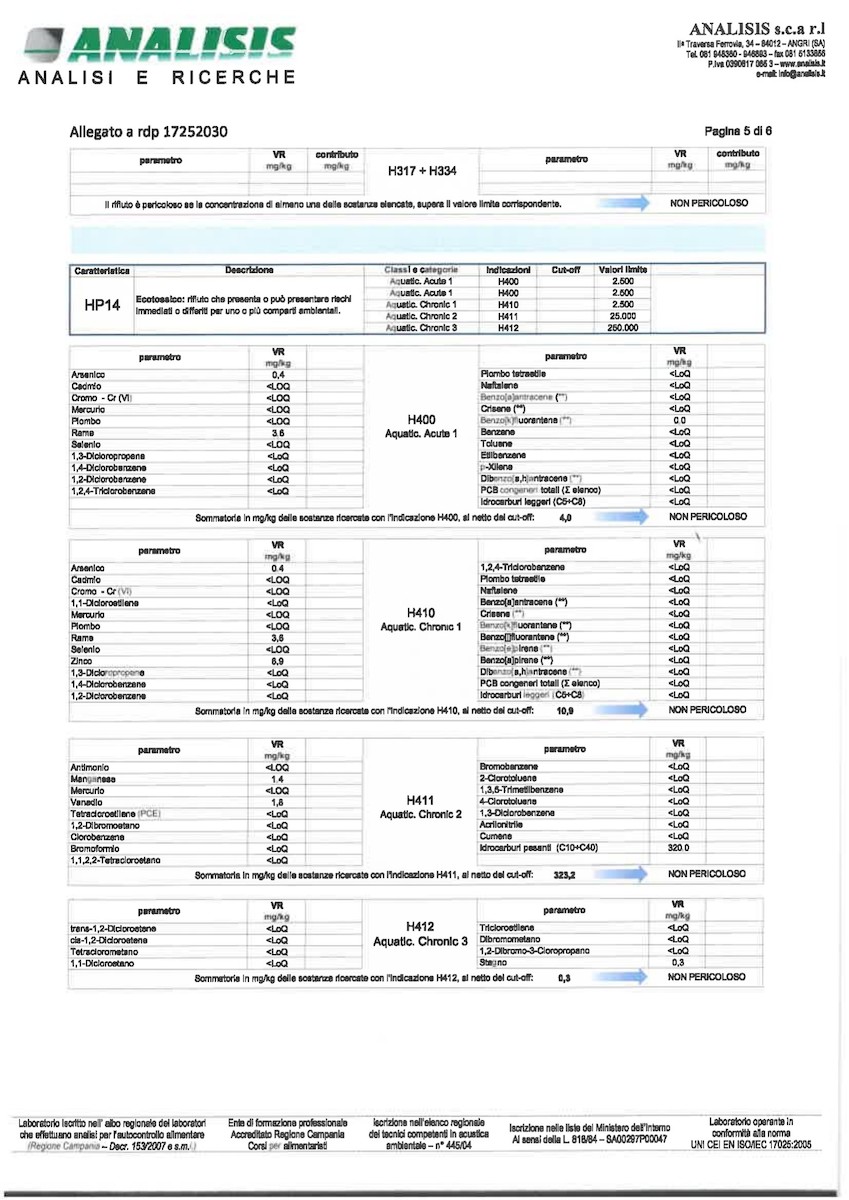 ANALISIS
ANALISI E RICERCHE
ANALISIS s.c.a r.l
IIª Traversa Ferrovia, 34 – 84012 – ANGRI (SA)
www.analisis.it
e-mail: info@analisis.it
Allegato a rdp 17252030
Pagina 5 di 6
parametro VR contributo H317 + H334 parametro VR contributo
mg/kg mg/kg mg/kg mg/kg
Il rifiuto è pericoloso se la concentrazione di almeno una delle sostanze elencate, supera il valore limite corrispondente. NON PERICOLOSO
Caratteristica Descrizione Classi e categorie Indicazioni Cut-off Valori limite
HP14 Ecotossico: rifiuto che presenta o può presentare rischi immediati o differiti per uno o più comparti ambientali.
Aquatic. Acute 1 H400 2.500
Aquatic. Acute 1 H400 2.500
Aquatic. Chronic 1 H410 2.500
Aquatic. Chronic 2 H411 25.000
Aquatic. Chronic 3 H412 250.000
parametro VR mg/kg H400 Aquatic. Acute 1 parametro VR mg/kg
Arsenico 0,4 Piombo tetraetile <LoQ
Cadmio <LOQ Naftalene <LoQ
Cromo - Cr (VI) <LOQ Benzo[a]antracene (**) <LoQ
Mercurio <LOQ Crisene (**) <LoQ
Piombo <LOQ Benzo[k]fluorantene (**) 0.0
Rame 3.6 Benzene <LoQ
Selenio <LOQ Toluene <LoQ
1,3-Dicloropropene <LoQ Etilbenzene <LoQ
1,4-Diclorobenzene <LoQ p-Xilene <LoQ
1,2-Diclorobenzene <LoQ Dibenzo[a,h]antracene (**) <LoQ
1,2,4-Triclorobenzene <LoQ PCB congeneri totali (Σ elenco) <LoQ
Idrocarburi leggeri (C5÷C8) <LoQ
Sommatoria in mg/kg delle sostanze ricercate con l'indicazione H400, al netto del cut-off: 4,0 NON PERICOLOSO
parametro VR mg/kg H410 Aquatic. Chronic 1 parametro VR mg/kg
Arsenico 0.4 1,2,4-Triclorobenzene <LoQ
Cadmio <LOQ Piombo tetraetile <LoQ
Cromo - Cr (VI) <LOQ Naftalene <LoQ
1,1-Dicloroetilene <LoQ Benzo[a]antracene (**) <LoQ
Mercurio <LOQ Crisene (**) <LoQ
Piombo <LOQ Benzo[k]fluorantene (**) <LoQ
Rame 3,6 Benzo[j]fluorantene (**) <LoQ
Selenio <LOQ Benzo[e]pirene (**) <LoQ
Zinco 6,9 Benzo[a]pirene (**) <LoQ
1,3-Dicloropropene <LoQ Dibenzo[a,h]antracene (**) <LoQ
1,4-Diclorobenzene <LoQ PCB congeneri totali (Σ elenco) <LoQ
1,2-Diclorobenzene <LoQ Idrocarburi leggeri (C5÷C8) <LoQ
Sommatoria in mg/kg delle sostanze ricercate con l'indicazione H410, al netto del cut-off: 10,9 NON PERICOLOSO
parametro VR mg/kg H411 Aquatic. Chronic 2 parametro VR mg/kg
Antimonio <LOQ Bromobenzene <LoQ
Manganese 1.4 2-Clorotoluene <LoQ
Mercurio <LOQ 1,3,5-Trimetilbenzene <LoQ
Vanadio 1,8 4-Clorotoluene <LoQ
Tetracloroetilene (PCE) <LoQ 1,3-Diclorobenzene <LoQ
1,2-Dibromoetano <LoQ Acrilonitrile <LoQ
Clorobenzene <LoQ Cumene <LoQ
Bromoformio <LoQ Idrocarburi pesanti (C10÷C40) 320.0
1,1,2,2-Tetracloroetano <LoQ
Sommatoria in mg/kg delle sostanze ricercate con l'indicazione H411, al netto del cut-off: 323,2 NON PERICOLOSO
parametro VR mg/kg H412 Aquatic. Chronic 3 parametro VR mg/kg
trans-1,2-Dicloroetene <LoQ Tricloroetilene <LoQ
cis-1,2-Dicloroetene <LoQ Dibromometano <LoQ
Tetraclorometano <LoQ 1,2-Dibromo-3-Cloropropano <LoQ
1,1-Dicloroetano <LoQ Stagno 0,3
Sommatoria in mg/kg delle sostanze ricercate con l'indicazione H412, al netto del cut-off: 0,3 NON PERICOLOSO
Laboratorio iscritto nell' albo regionale dei laboratori
che effettuano analisi per l'autocontrollo alimentare
(Regione Campania – Decr. 153/2007 e s.m.i.)
Ente di formazione professionale
Accreditato Regione Campania
Corsi per alimentaristi
Iscrizione nell'elenco regionale
dei tecnici competenti in acustica
ambientale – n° 445/04
Iscrizione nelle liste del Ministero dell'Interno
Ai sensi della L. 818/84 – SA00297P00047
Laboratorio operante in
conformità alla norma
UNI CEI EN ISO/IEC 17025:2005